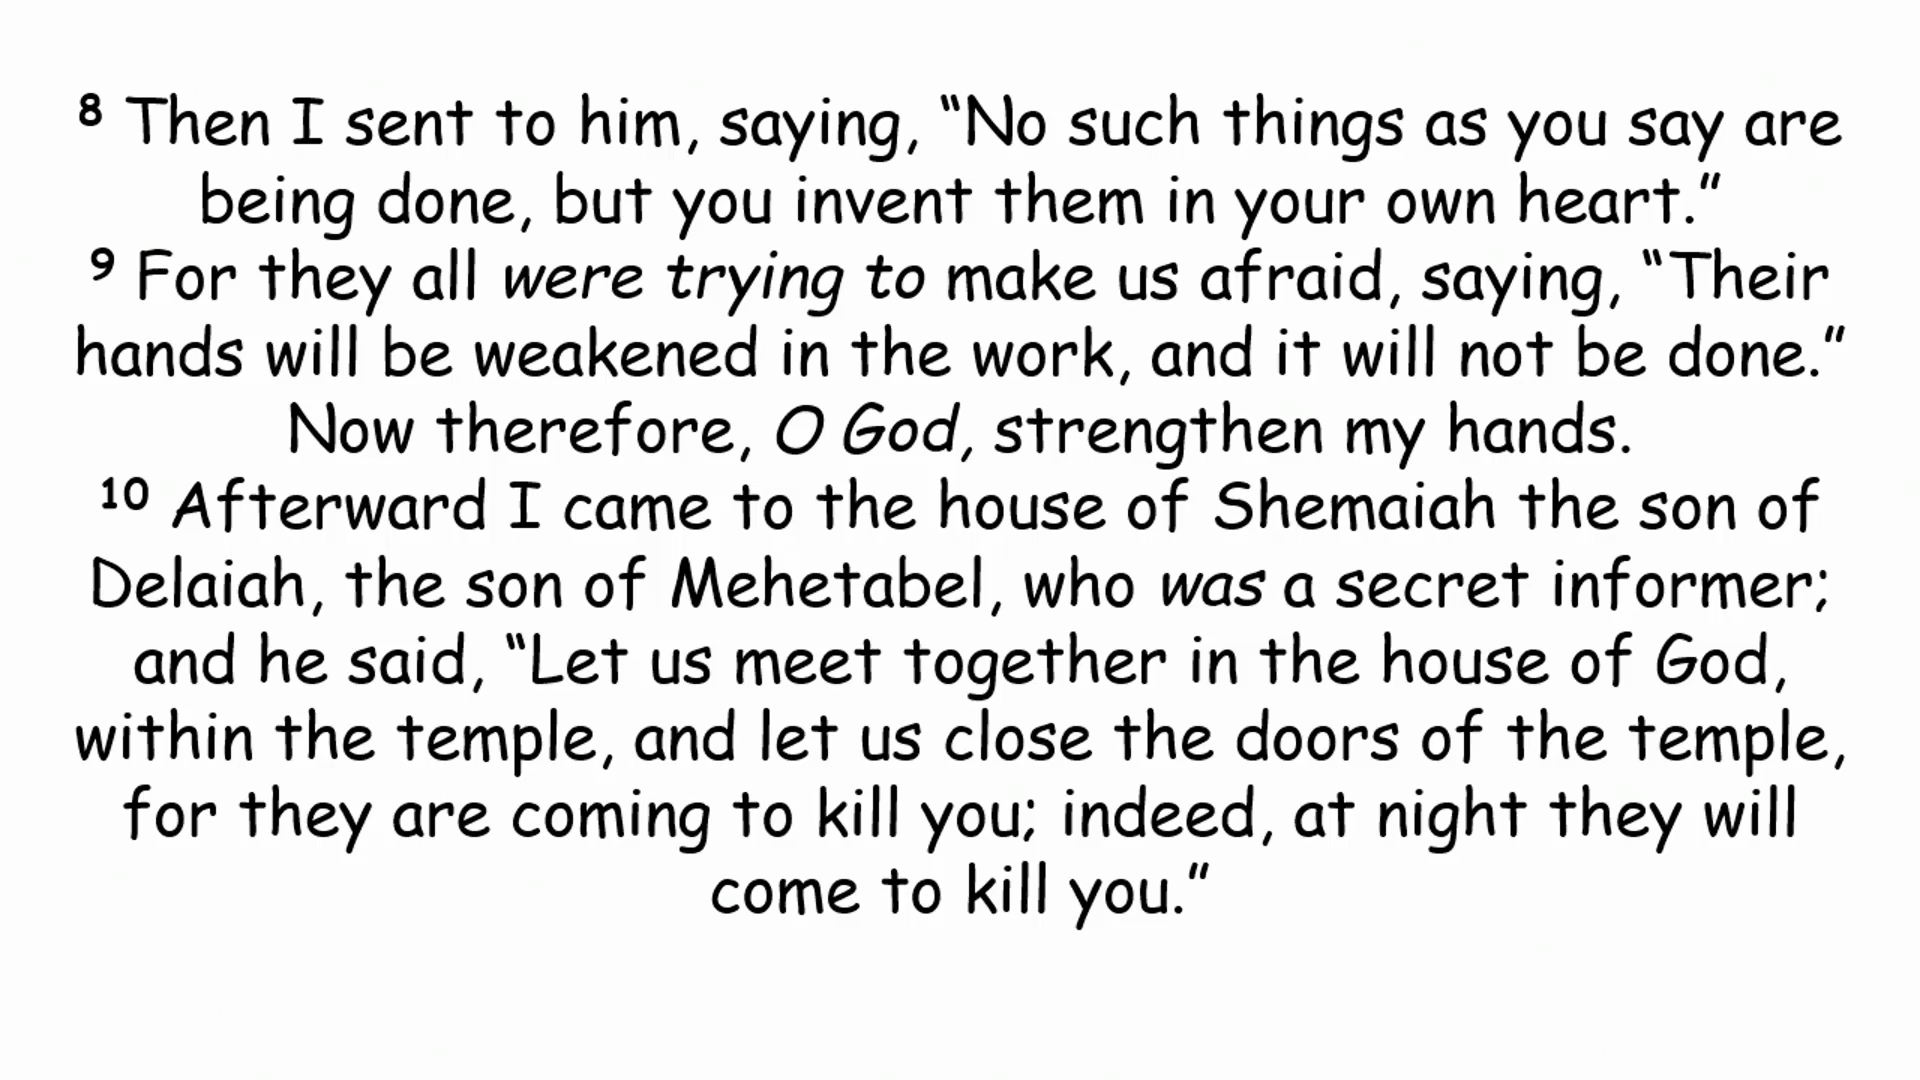 8 Then I sent to him, saying, “No such things as you say are
being done, but you invent them in your own heart.”
9 For they all were trying to make us afraid, saying, “Their
hands will be weakened in the work, and it will not be done.”
Now therefore, O God, strengthen my hands.
10 Afterward I came to the house of Shemaiah the son of
Delaiah, the son of Mehetabel, who was a secret informer;
and he said, “Let us meet together in the house of God,
within the temple, and let us close the doors of the temple,
for they are coming to kill you; indeed, at night they will
come to kill you.”